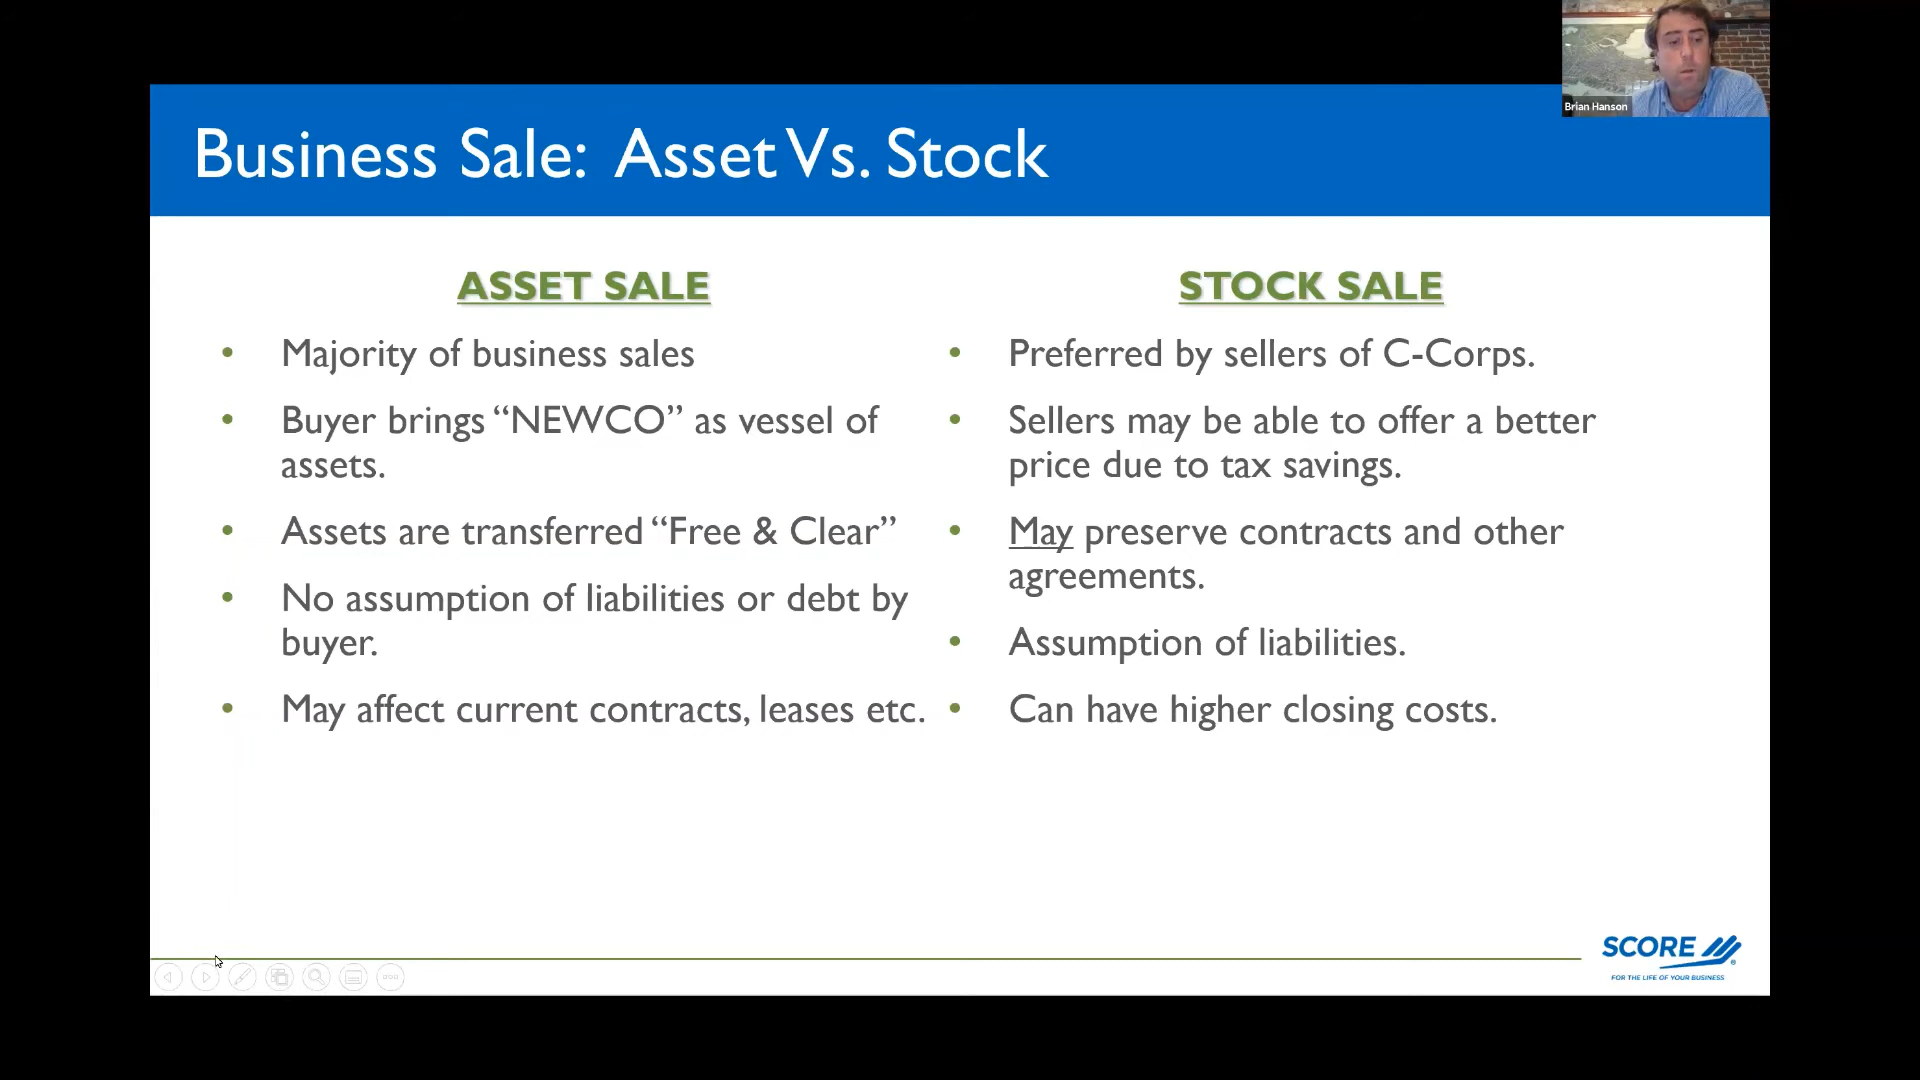 Brian Hanson
Business Sale: Asset Vs. Stock
ASSET SALE
• Majority of business sales
• Buyer brings “NEWCO” as vessel of
assets.
• Assets are transferred “Free & Clear”
• No assumption of liabilities or debt by
buyer.
• May affect current contracts, leases etc.
STOCK SALE
• Preferred by sellers of C-Corps.
• Sellers may be able to offer a better
price due to tax savings.
• May preserve contracts and other
agreements.
• Assumption of liabilities.
• Can have higher closing costs.
SCORE
FOR THE LIFE OF YOUR BUSINESS